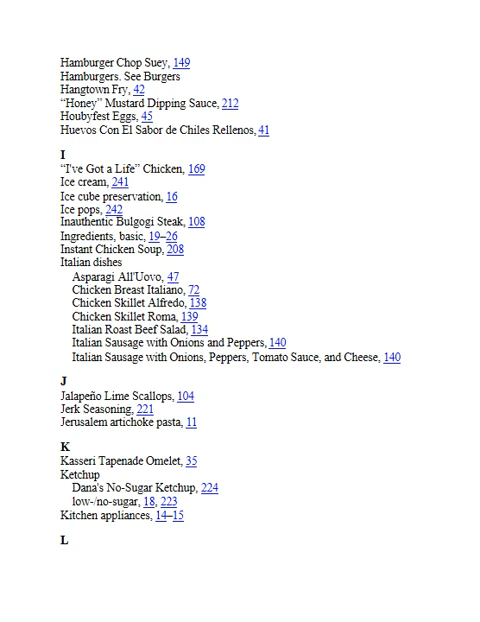 Hamburger Chop Suey, 149
Hamburgers. See Burgers
Hangtown Fry, 42
“Honey” Mustard Dipping Sauce, 212
Houbyfest Eggs, 45
Huevos Con El Sabor de Chiles Rellenos, 41
I
“I've Got a Life” Chicken, 169
Ice cream, 241
Ice cube preservation, 16
Ice pops, 242
Inauthentic Bulgogi Steak, 108
Ingredients, basic, 19–26
Instant Chicken Soup, 208
Italian dishes
Asparagi All'Uovo, 47
Chicken Breast Italiano, 72
Chicken Skillet Alfredo, 138
Chicken Skillet Roma, 139
Italian Roast Beef Salad, 134
Italian Sausage with Onions and Peppers, 140
Italian Sausage with Onions, Peppers, Tomato Sauce, and Cheese, 140
J
Jalapeño Lime Scallops, 104
Jerk Seasoning, 221
Jerusalem artichoke pasta, 11
K
Kasseri Tapenade Omelet, 35
Ketchup
Dana's No-Sugar Ketchup, 224
low-/no-sugar, 18, 223
Kitchen appliances, 14–15
L